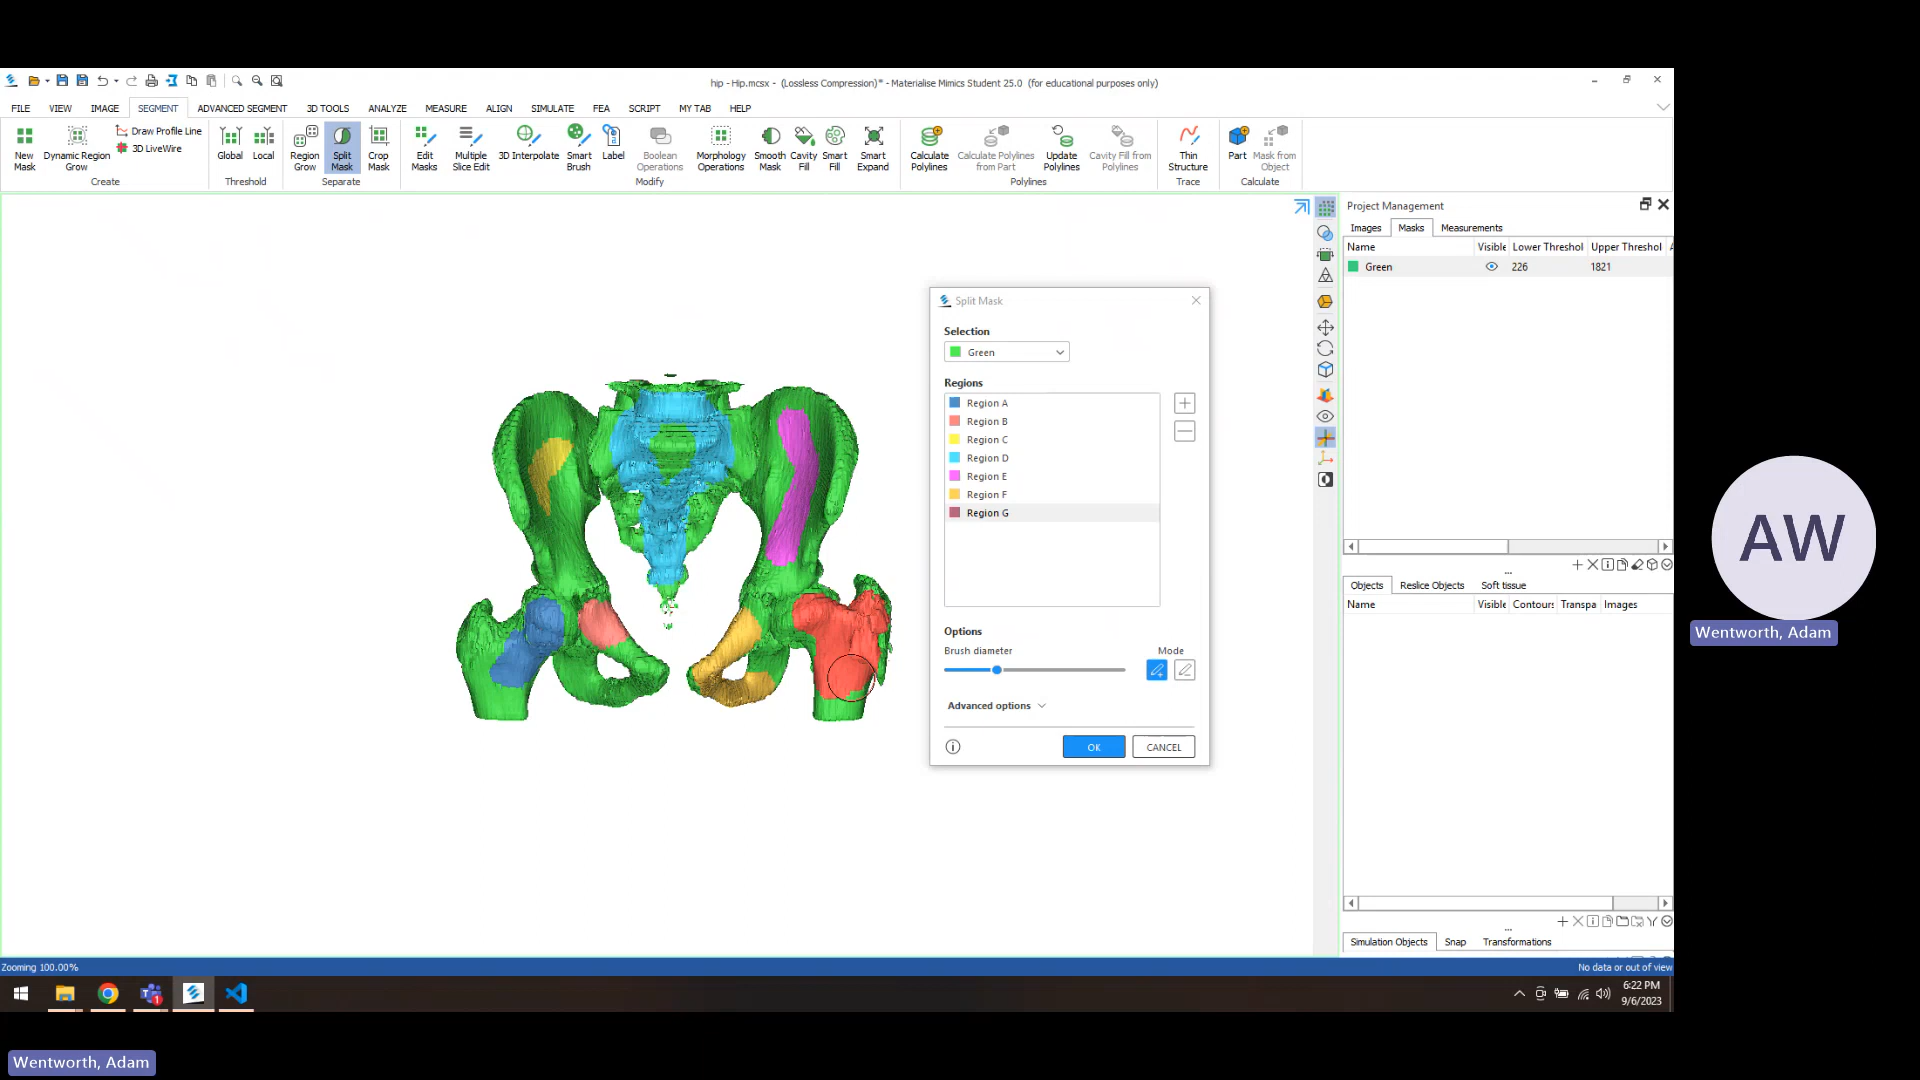 hip - Hip.mcsx - (Lossless Compression)* - Materialise Mimics Student 25.0 (for educational purposes only)
FILE VIEW IMAGE SEGMENT ADVANCED SEGMENT 3D TOOLS ANALYZE MEASURE ALIGN SIMULATE FEA SCRIPT MY TAB HELP
New Mask
Dynamic Region Grow
Draw Profile Line
3D LiveWire
Create
Global
Local
Threshold
Region Grow
Split Mask
Crop Mask
Separate
Edit Masks
Multiple Slice Edit
3D Interpolate
Smart Brush
Label
Boolean Operations
Morphology Operations
Smooth Mask
Cavity Fill
Smart Fill
Smart Expand
Modify
Calculate Polylines
Calculate Polylines from Part
Update Polylines
Cavity Fill from Polylines
Polylines
Thin Structure
Trace
Part
Mask from Object
Calculate
Project Management
Images Masks Measurements
Name Visible Lower Threshol Upper Threshol
Green 226 1821
Split Mask
Selection
Green
Regions
Region A
Region B
Region C
Region D
Region E
Region F
Region G
Options
Brush diameter Mode
Advanced options
OK CANCEL
Objects Reslice Objects Soft tissue
Name Visible Contours Transpa Images
Simulation Objects Snap Transformations
Zooming 100.00%
No data or out of view
6:22 PM
9/6/2023
AW
Wentworth, Adam
Wentworth, Adam